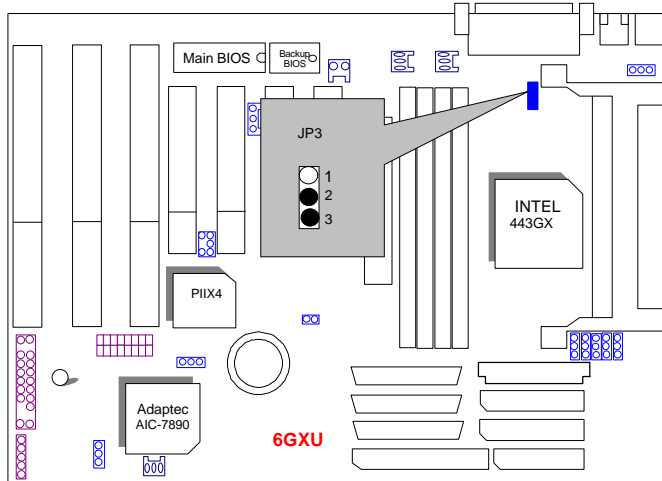 Main BIOS
Backup
BIOS
JP3
1
2
3
INTEL
443GX
PIIX4
Adaptec
AIC-7890
6GXU